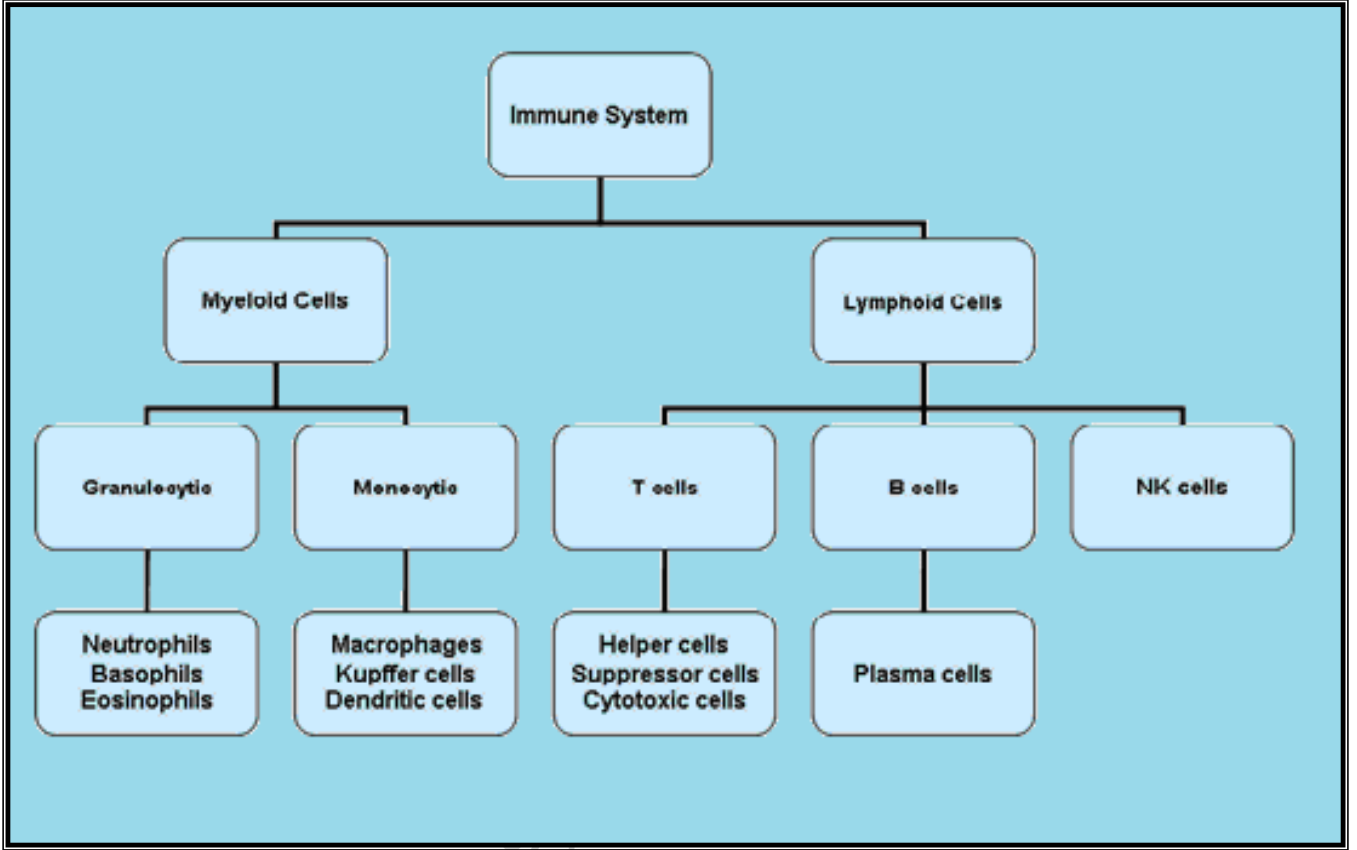 Immune System
Myeloid Cells
Lymphoid Cells
Granulocytic
Monocytic
T cells
B cells
NK cells
Neutrophils
Basophils
Eosinophils
Macrophages
Kupffer cells
Dendritic cells
Helper cells
Suppressor cells
Cytotoxic cells
Plasma cells